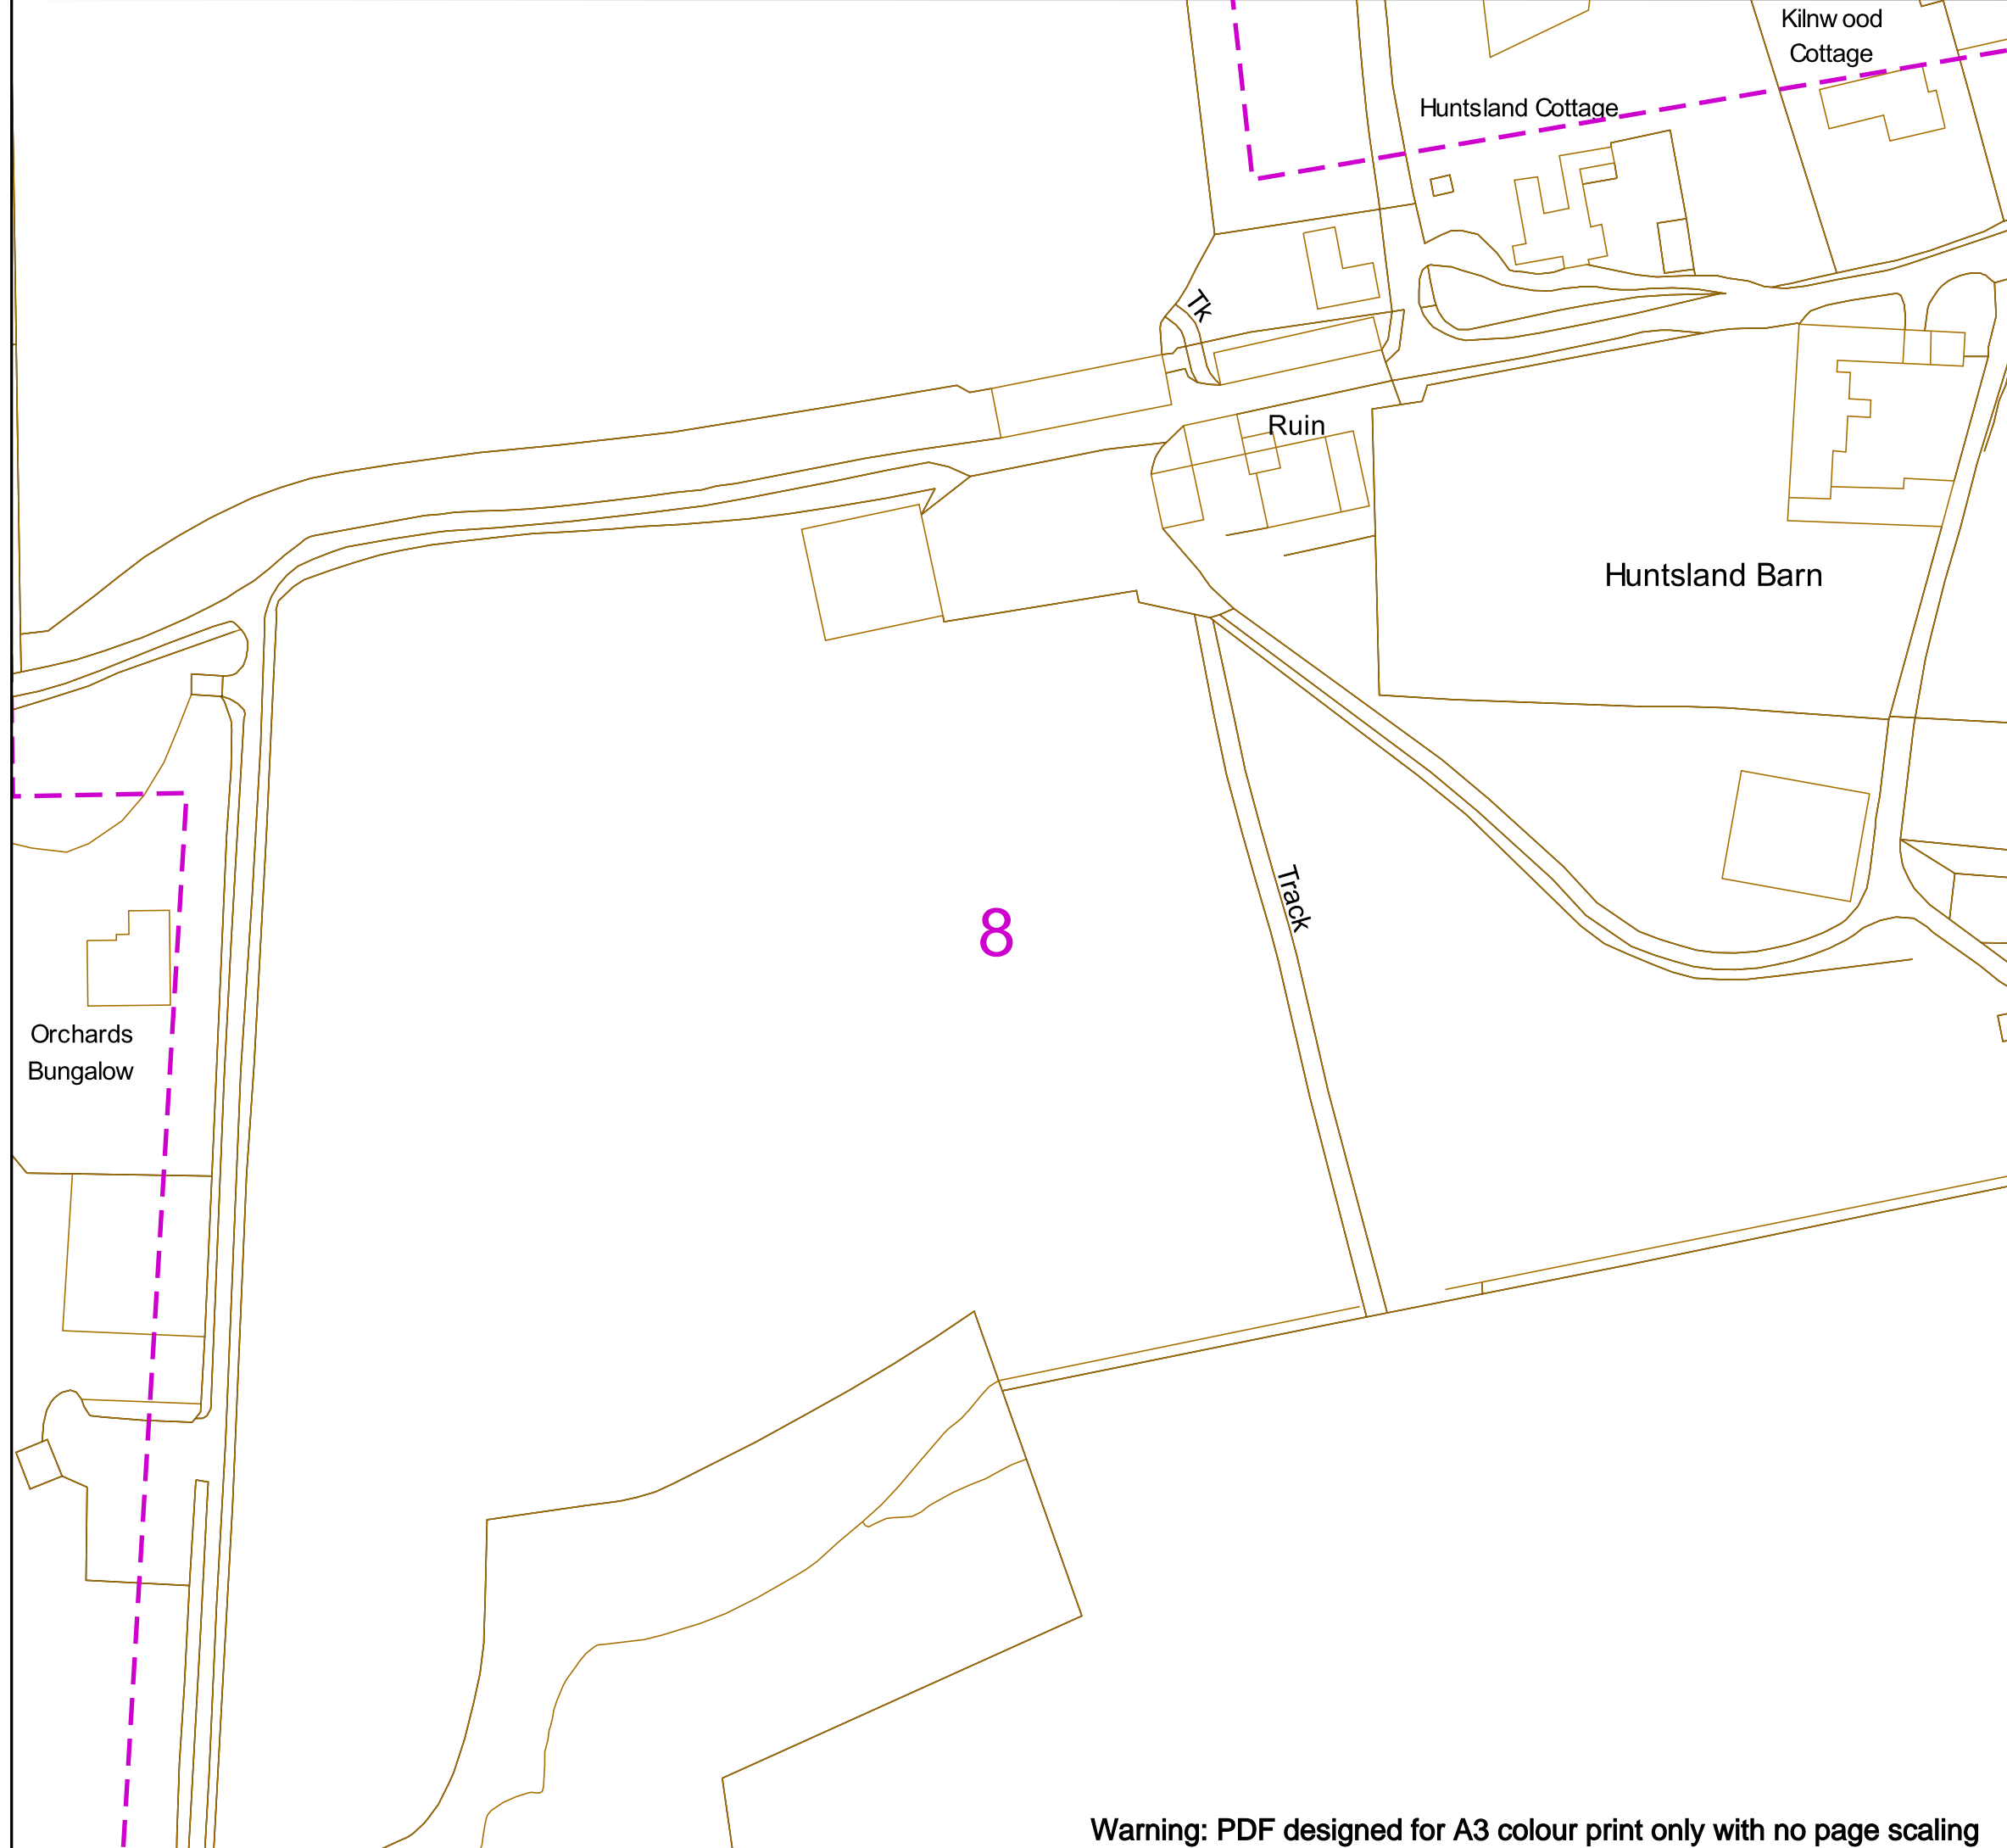 Kilnw ood
Cottage
Huntsland Cottage
Tk
Ruin
Huntsland Barn
Track
8
Orchards
Bungalow
Warning: PDF designed for A3 colour print only with no page scaling